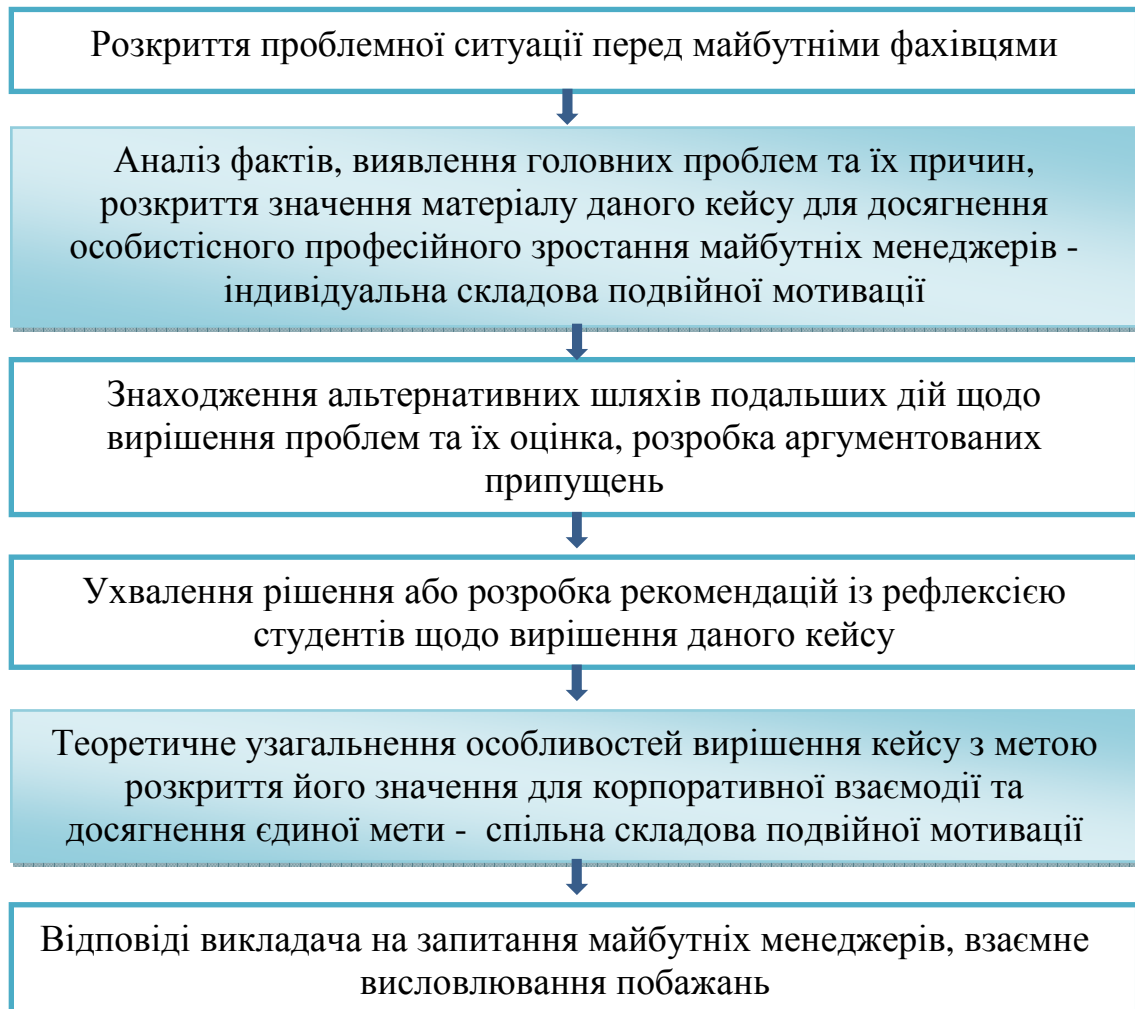 Розкриття проблемної ситуації перед майбутніми фахівцями
Аналіз фактів, виявлення головних проблем та їх причин,
розкриття значення матеріалу даного кейсу для досягнення
особистісного професійного зростання майбутніх менеджерів -
індивідуальна складова подвійної мотивації
Знаходження альтернативних шляхів подальших дій щодо
вирішення проблем та їх оцінка, розробка аргументованих
припущень
Ухвалення рішення або розробка рекомендацій із рефлексією
студентів щодо вирішення даного кейсу
Теоретичне узагальнення особливостей вирішення кейсу з метою
розкриття його значення для корпоративної взаємодії та
досягнення єдиної мети - спільна складова подвійної мотивації
Відповіді викладача на запитання майбутніх менеджерів, взаємне
висловлювання побажань